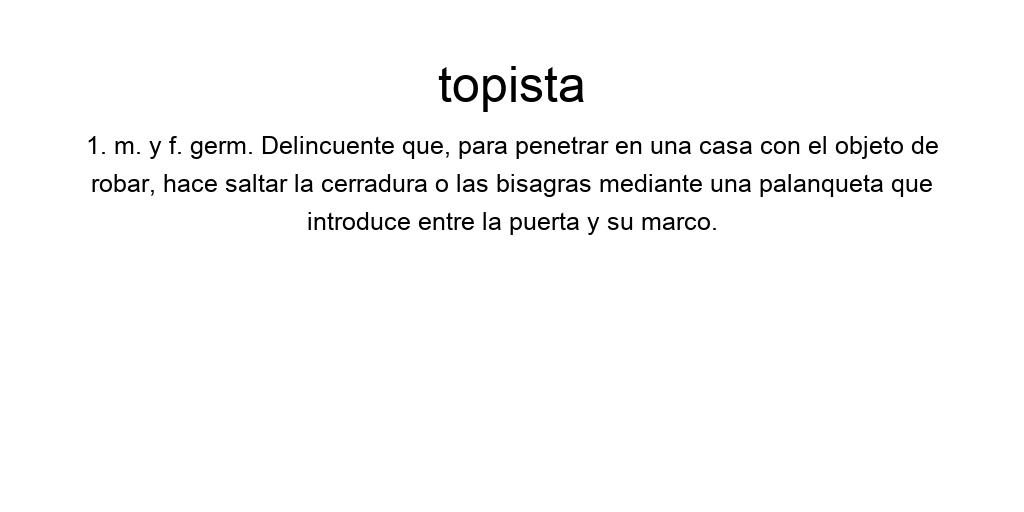 topista
1. m. y f. germ. Delincuente que, para penetrar en una casa con el objeto de
robar, hace saltar la cerradura o las bisagras mediante una palanqueta que
introduce entre la puerta y su marco.